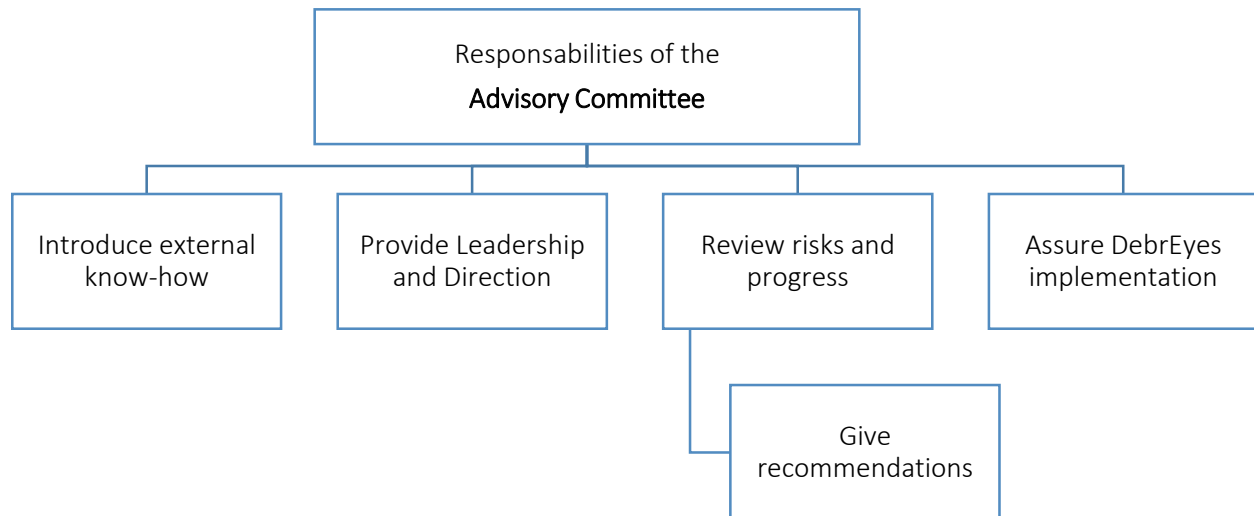 Responsabilities of the
Advisory Committee
Introduce external
know-how
Provide Leadership
and Direction
Review risks and
progress
Assure DebrEyes
implementation
Give
recommendations